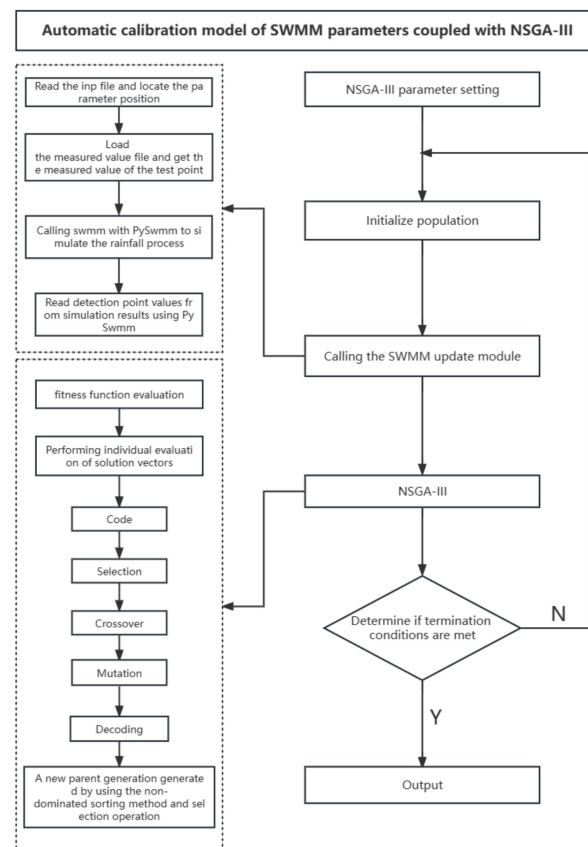 Automatic calibration model of SWMM parameters coupled with NSGA-III
Read the inp file and locate the pa
rameter position
Load
the measured value file and get th
e measured value of the test point
Calling swmm with PySwmm to si
mulate the rainfall process
Read detection point values fr
om simulation results using Py
Swmm
fitness function evaluation
Performing individual evaluati
on of solution vectors
Code
Selection
Crossover
Mutation
Decoding
A new parent generation generate
d by using the non-
dominated sorting method and sel
ection operation
NSGA-III parameter setting
Initialize population
Calling the SWMM update module
NSGA-III
Determine if termination
conditions are met
N
Y
Output